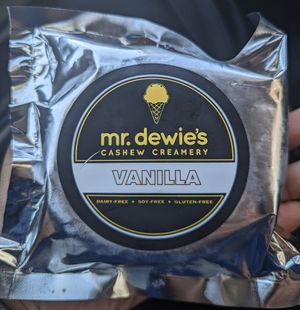 mr. dewie's
CASHEW CREAMERY
VANILLA
DAIRY-FREE • SOY-FREE • GLUTEN-FREE